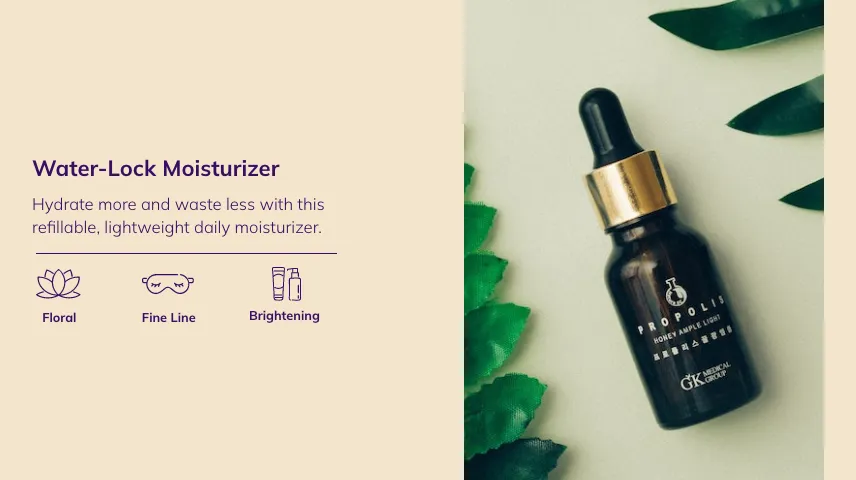 Water-Lock Moisturizer
Hydrate more and waste less with this
refillable, lightweight daily moisturizer.
Floral
Fine Line
Brightening
PROPOLIS
HONEY AMPLE LIGHT
GK MEDICAL
GROUP